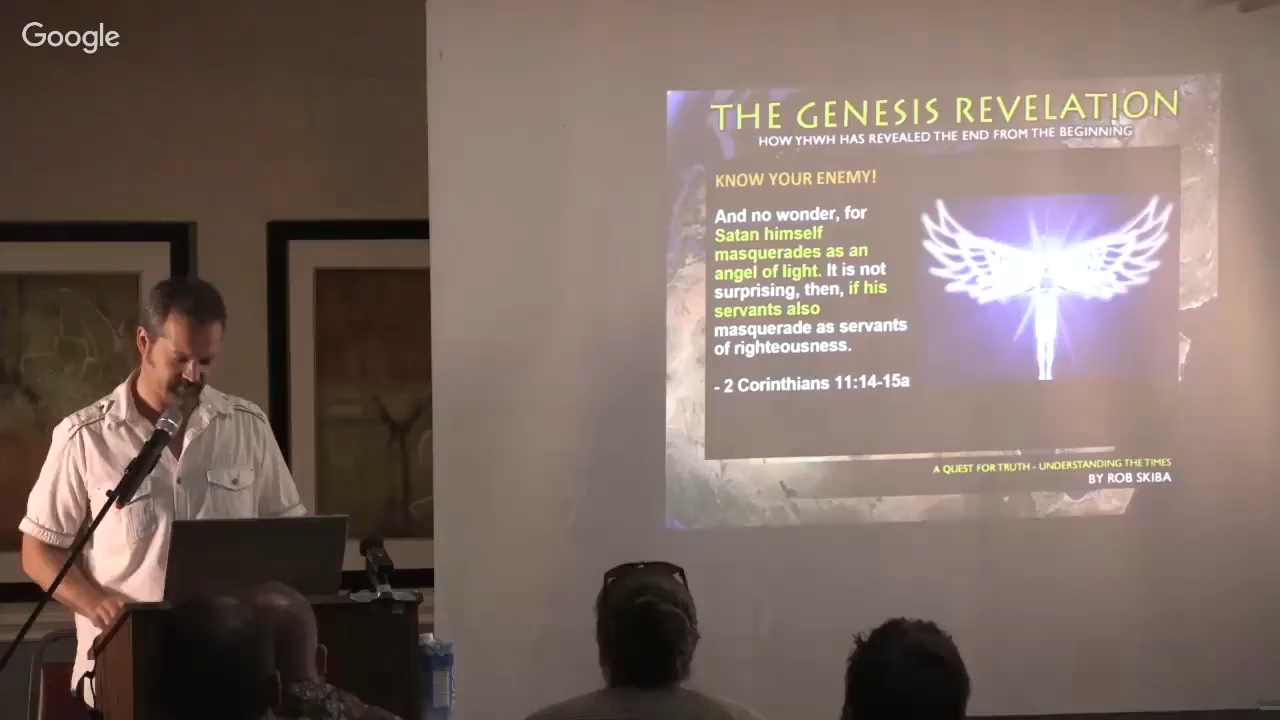 Google
THE GENESIS REVELATION
HOW YHWH HAS REVEALED THE END FROM THE BEGINNING
KNOW YOUR ENEMY!
And no wonder, for
Satan himself
masquerades as an
angel of light. It is not
surprising, then, if his
servants also
masquerade as servants
of righteousness.
- 2 Corinthians 11:14-15a
A QUEST FOR TRUTH - UNDERSTANDING THE TIMES
BY ROB SKIBA